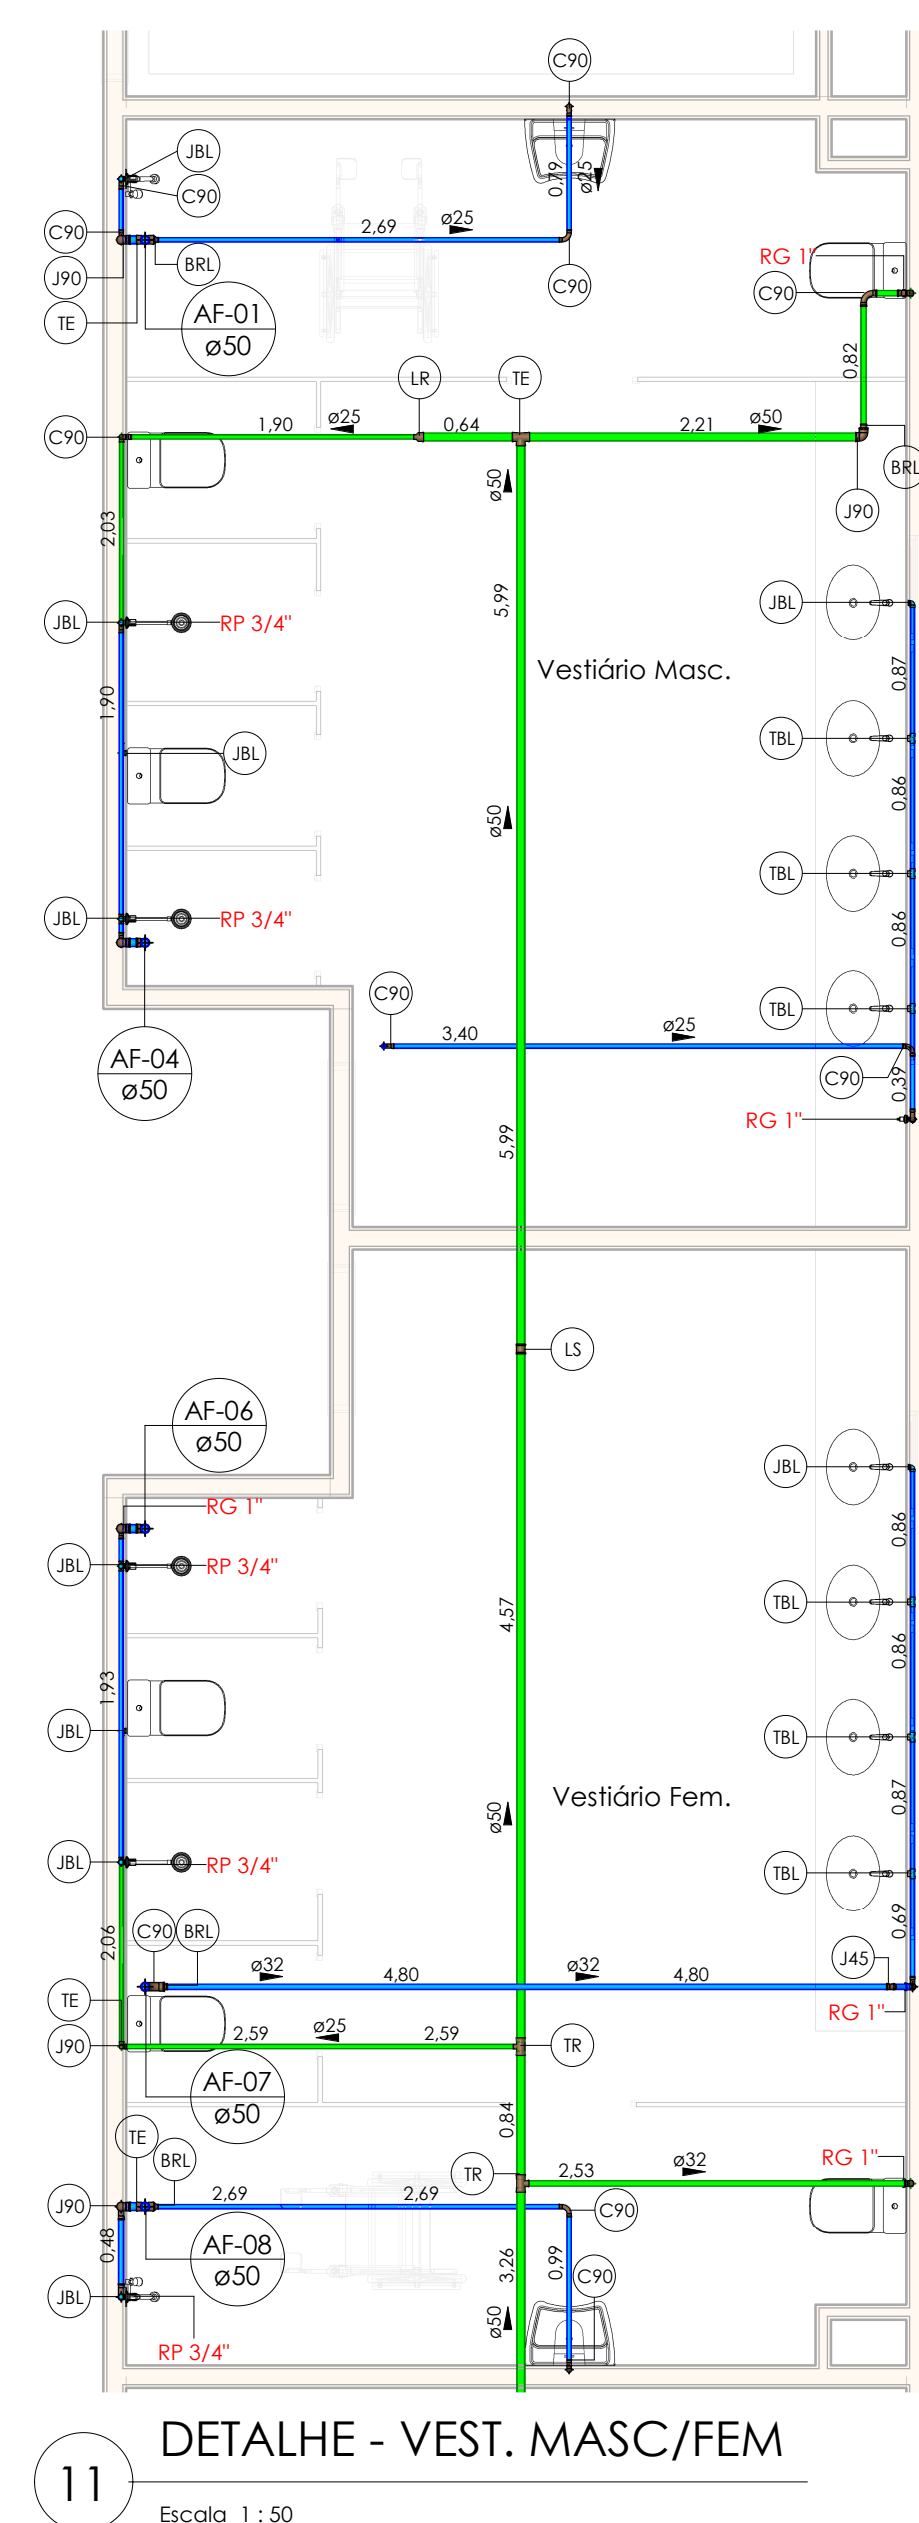 C90
JBL
C90
0,79
ø25
C90
2,69
ø25
J90
BRL
C90
RG 1"
C90
TE
AF-01
ø50
0,82
LR
TE
C90
1,90
ø25
0,64
2,21
ø50
BRL
ø50
J90
2,03
5,99
JBL
RP 3/4"
JBL
Vestiário Masc.
0,87
1,90
JBL
TBL
0,86
ø50
TBL
JBL
RP 3/4"
0,86
C90
TBL
3,40
ø25
AF-04
ø50
C90
0,39
RG 1"
5,99
LS
AF-06
ø50
JBL
RG 1"
0,86
JBL
RP 3/4"
4,57
TBL
0,86
1,93
JBL
TBL
Vestiário Fem.
0,87
ø50
JBL
RP 3/4"
TBL
2,06
C90
BRL
0,69
ø32
4,80
ø32
4,80
J45
TE
RG 1"
J90
2,59
ø25
2,59
TR
AF-07
ø50
0,84
TE
BRL
TR
2,53
ø32
RG 1"
J90
2,69
2,69
C90
0,48
AF-08
ø50
3,26
0,99
C90
JBL
ø50
RP 3/4"
DETALHE - VEST. MASC/FEM
11
Escala 1 : 50